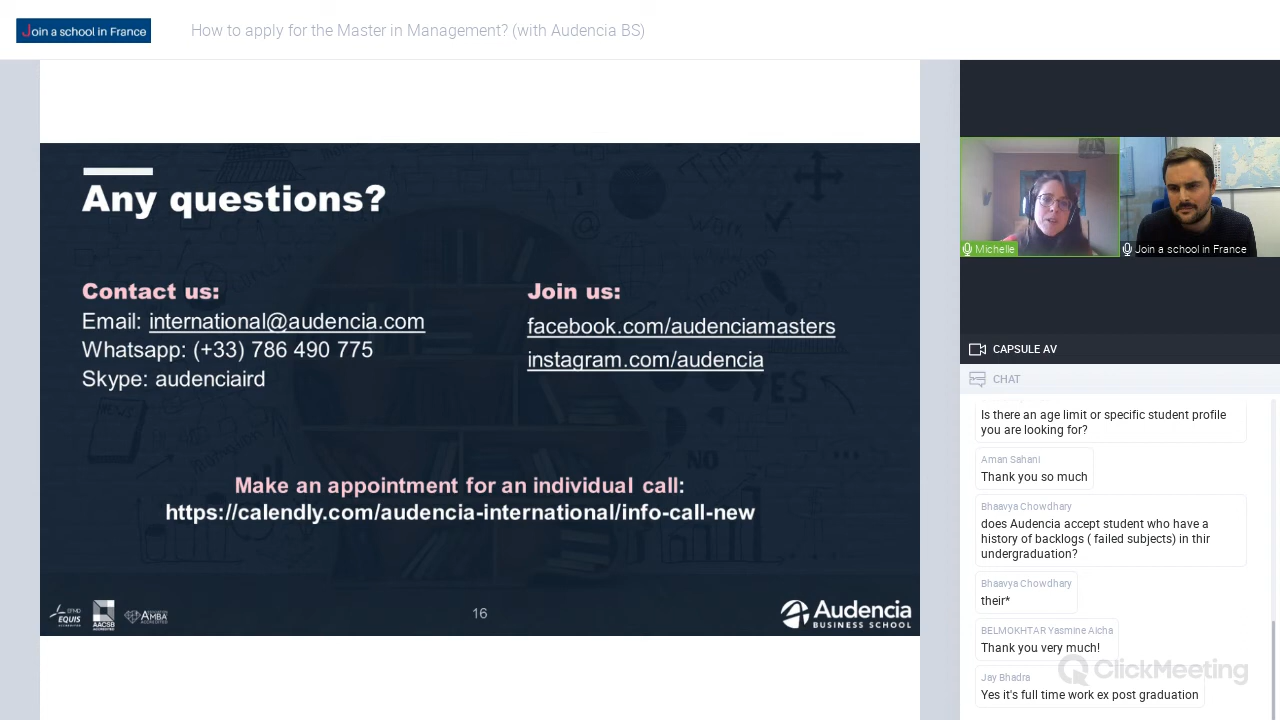 Join a school in France
How to apply for the Master in Management? (with Audencia BS)
Any questions?
Contact us:
Email: international@audencia.com
Whatsapp: (+33) 786 490 775
Skype: audenciaird
Join us:
facebook.com/audenciamasters
instagram.com/audencia
Make an appointment for an individual call:
https://calendly.com/audencia-international/info-call-new
EFMD
EQUIS
AACSB
ACCREDITED
AMBA
ACCREDITED
16
Audencia
BUSINESS SCHOOL
NEWS
YES
NO
Michelle
Join a school in France
CAPSULE AV
CHAT
Is there an age limit or specific student profile
you are looking for?
Aman Sahani
Thank you so much
Bhaavya Chowdhary
does Audencia accept student who have a
history of backlogs ( failed subjects) in thir
undergraduation?
Bhaavya Chowdhary
their*
BELMOKHTAR Yasmine Aicha
Thank you very much!
Jay Bhadra
Yes it's full time work ex post graduation
ClickMeeting